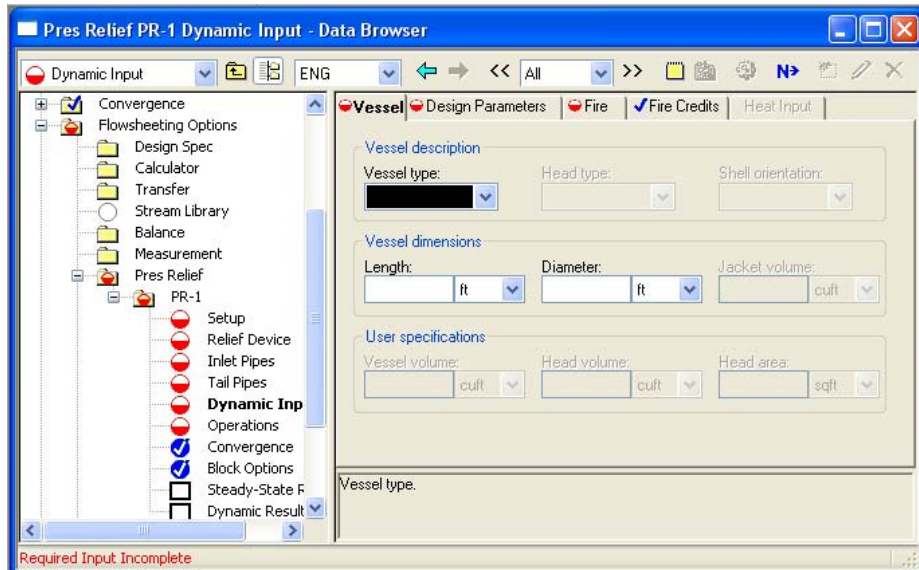 Pres Relief PR-1 Dynamic Input - Data Browser
Dynamic Input ENG << All >> N>
Convergence
Flowsheeting Options
Design Spec
Calculator
Transfer
Stream Library
Balance
Measurement
Pres Relief
PR-1
Setup
Relief Device
Inlet Pipes
Tail Pipes
Dynamic Inp
Operations
Convergence
Block Options
Steady-State R
Dynamic Result
Vessel Design Parameters Fire Fire Credits Heat Input
Vessel description
Vessel type: Head type: Shell orientation:
Vessel dimensions
Length: Diameter: Jacket volume:
ft ft cuft
User specifications
Vessel volume: Head volume: Head area:
cuft cuft sqft
Vessel type.
Required Input Incomplete